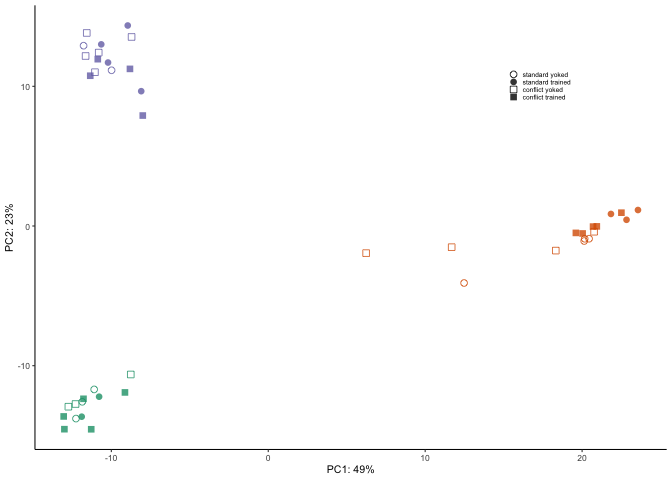 10
0
-10
PC2: 23%
standard yoked
standard trained
conflict yoked
conflict trained
-10
0
10
20
PC1: 49%